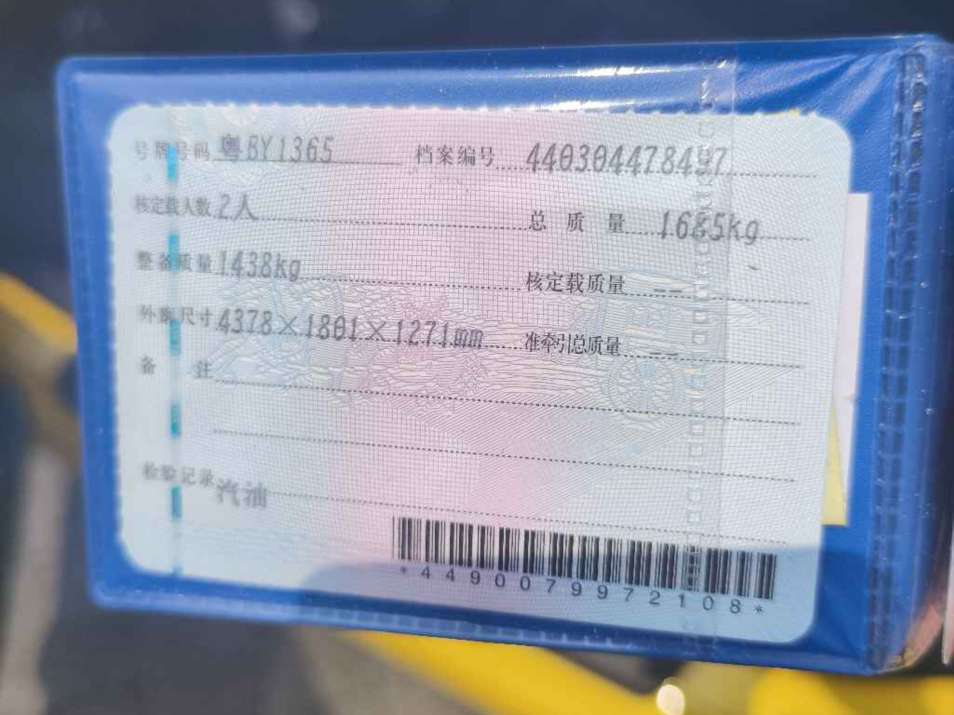 号牌号码 粤BY1365 档案编号 440304478497
核定载人数 2人 总质量 1685kg
整备质量 1438kg 核定载质量 --
外廓尺寸 4378×1801×1271mm 准牵引总质量 --
备注
检验记录 汽油
*4490079972108*